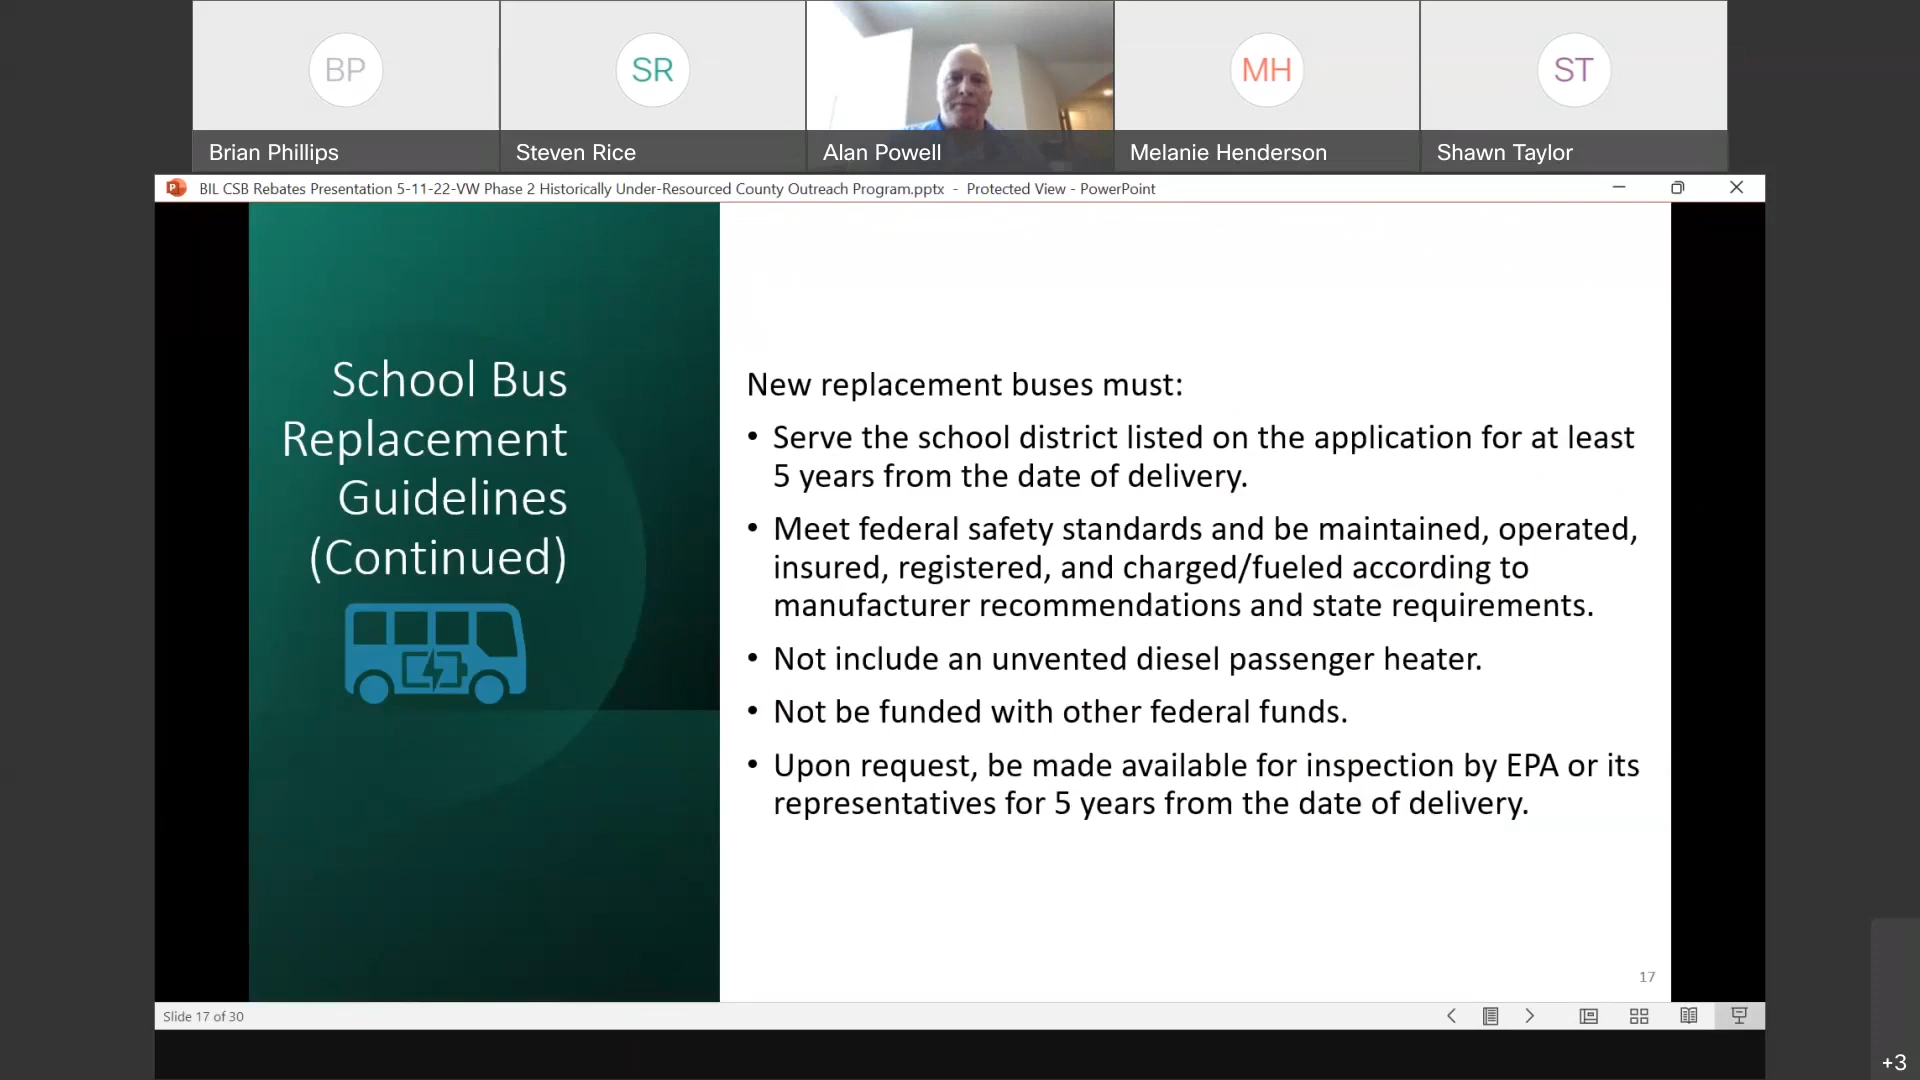 BP
SR
MH
ST
Brian Phillips
Steven Rice
Alan Powell
Melanie Henderson
Shawn Taylor
BIL CSB Rebates Presentation 5-11-22-VW Phase 2 Historically Under-Resourced County Outreach Program.pptx - Protected View - PowerPoint
School Bus
Replacement
Guidelines
(Continued)
New replacement buses must:
• Serve the school district listed on the application for at least
5 years from the date of delivery.
• Meet federal safety standards and be maintained, operated,
insured, registered, and charged/fueled according to
manufacturer recommendations and state requirements.
• Not include an unvented diesel passenger heater.
• Not be funded with other federal funds.
• Upon request, be made available for inspection by EPA or its
representatives for 5 years from the date of delivery.
17
Slide 17 of 30
+3